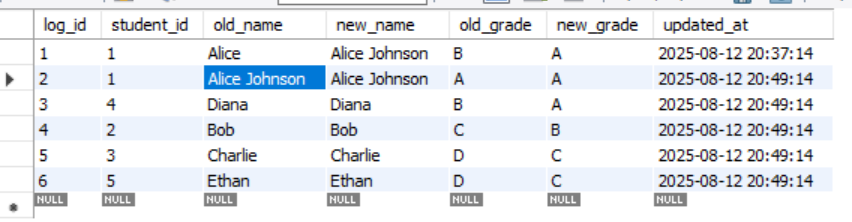 log_id student_id old_name new_name old_grade new_grade updated_at
1 1 Alice Alice Johnson B A 2025-08-12 20:37:14
2 1 Alice Johnson Alice Johnson A A 2025-08-12 20:49:14
3 4 Diana Diana B A 2025-08-12 20:49:14
4 2 Bob Bob C B 2025-08-12 20:49:14
5 3 Charlie Charlie D C 2025-08-12 20:49:14
6 5 Ethan Ethan D C 2025-08-12 20:49:14
NULL NULL NULL NULL NULL NULL NULL